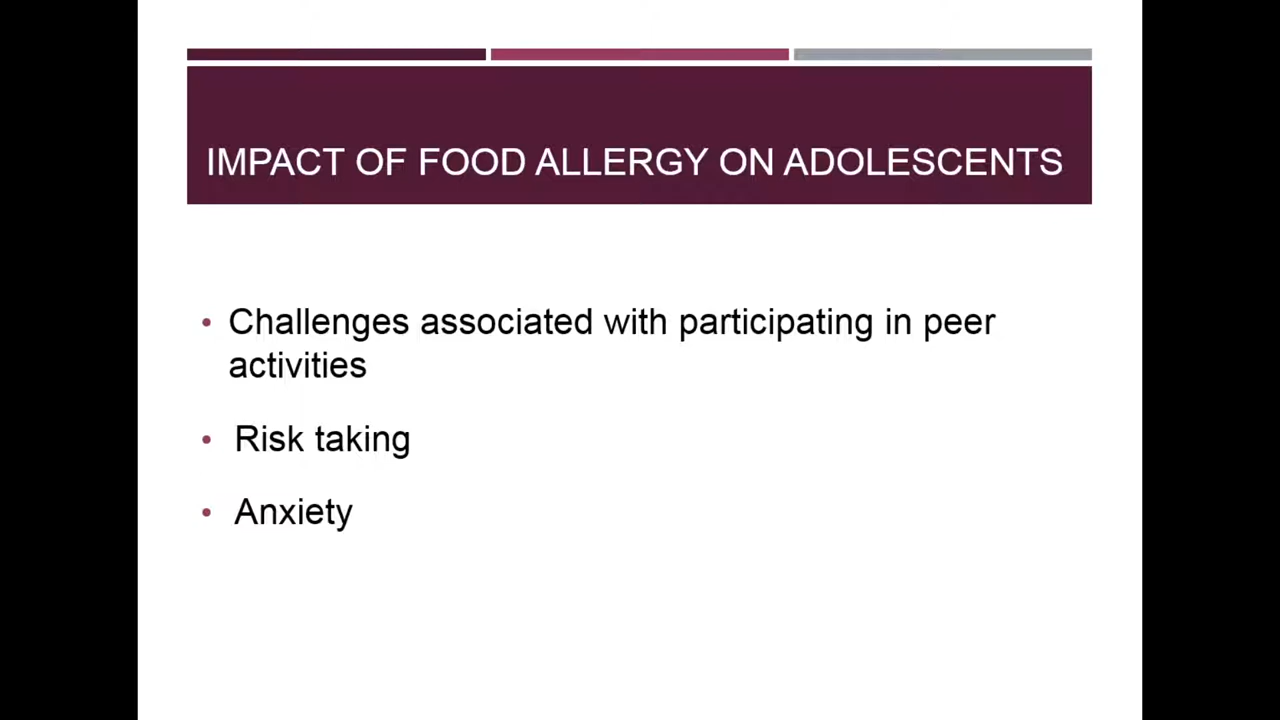 IMPACT OF FOOD ALLERGY ON ADOLESCENTS
• Challenges associated with participating in peer
activities
• Risk taking
• Anxiety